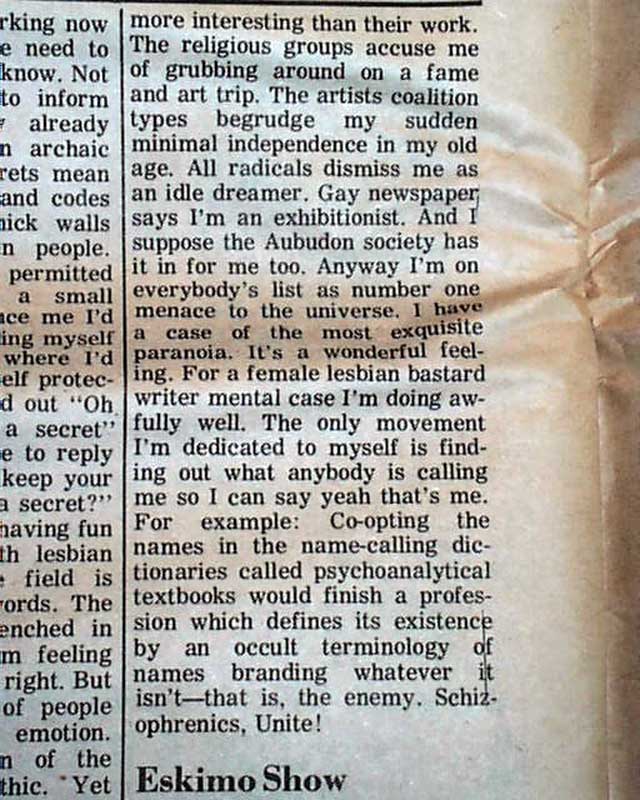 rking now
e need to
know. Not
to inform
already
n archaic
rets mean
and codes
nick walls
n people.
permitted
a small
ace me I'd
ing myself
where I'd
elf protec-
d out "Oh
a secret"
e to reply
keep your
a secret?"
having fun
th lesbian
field is
ords. The
enched in
m feeling
right. But
of people
emotion.
n of the
thic. Yet
more interesting than their work.
The religious groups accuse me
of grubbing around on a fame
and art trip. The artists coalition
types begrudge my sudden
minimal independence in my old
age. All radicals dismiss me as
an idle dreamer. Gay newspaper
says I'm an exhibitionist. And I
suppose the Aubudon society has
it in for me too. Anyway I'm on
everybody's list as number one
menace to the universe. I have
a case of the most exquisite
paranoia. It's a wonderful feel-
ing. For a female lesbian bastard
writer mental case I'm doing aw-
fully well. The only movement
I'm dedicated to myself is find-
ing out what anybody is calling
me so I can say yeah that's me.
For example: Co-opting the
names in the name-calling dic-
tionaries called psychoanalytical
textbooks would finish a profes-
sion which defines its existence
by an occult terminology of
names branding whatever it
isn't—that is, the enemy. Schiz-
ophrenics, Unite!
Eskimo Show